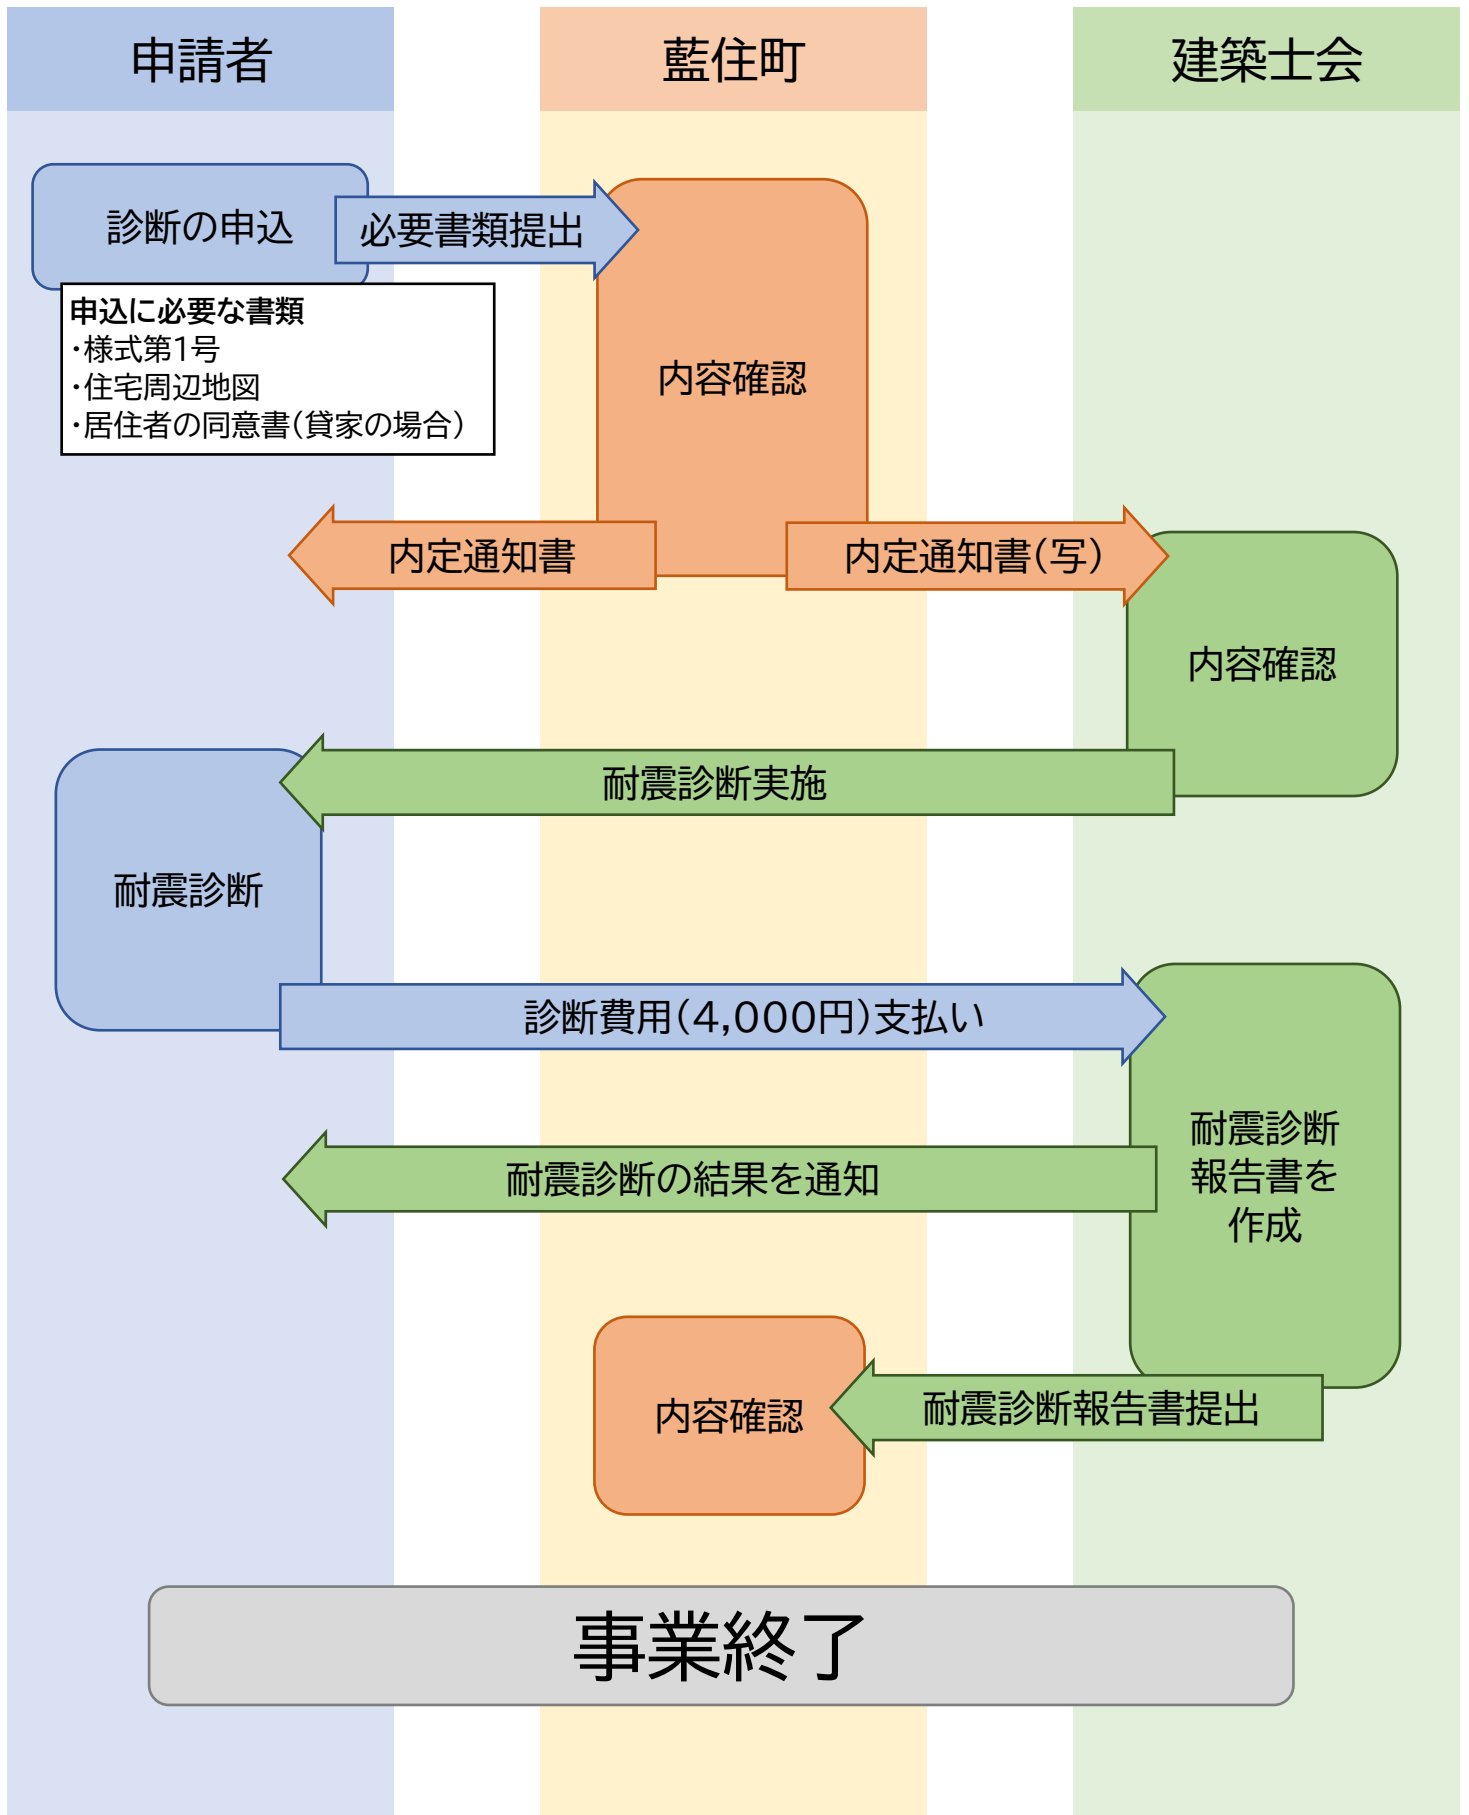 申請者
藍住町
建築士会
診断の申込
必要書類提出
申込に必要な書類
・様式第1号
・住宅周辺地図
・居住者の同意書(貸家の場合)
内容確認
内定通知書
内定通知書(写)
内容確認
耐震診断実施
耐震診断
診断費用(4,000円)支払い
耐震診断
報告書を
作成
耐震診断の結果を通知
内容確認
耐震診断報告書提出
事業終了